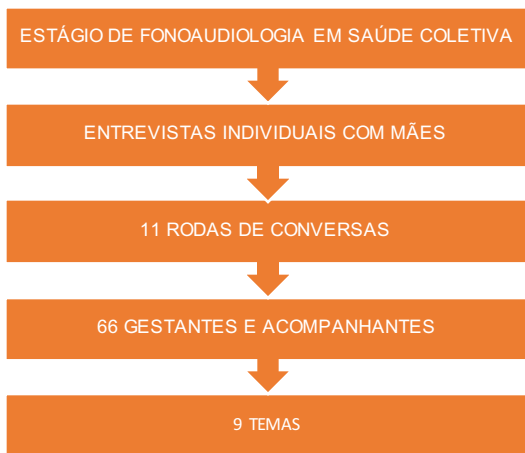 ESTÁGIO DE FONOAUDIOLOGIA EM SAÚDE COLETIVA
ENTREVISTAS INDIVIDUAIS COM MÃES
11 RODAS DE CONVERSAS
66 GESTANTES E ACOMPANHANTES
9 TEMAS